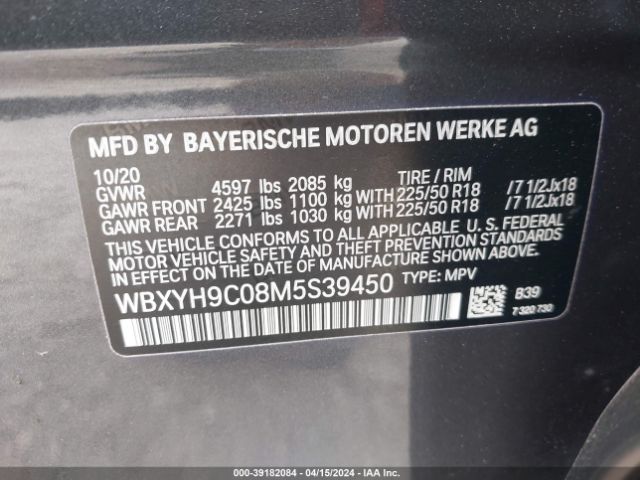 MFD BY BAYERISCHE MOTOREN WERKE AG
10/20 TIRE / RIM
GVWR 4597 lbs 2085 kg
GAWR FRONT 2425 lbs 1100 kg WITH 225/50 R18 /7 1/2Jx18
GAWR REAR 2271 lbs 1030 kg WITH 225/50 R18 /7 1/2Jx18
THIS VEHICLE CONFORMS TO ALL APPLICABLE U. S. FEDERAL
MOTOR VEHICLE SAFETY AND THEFT PREVENTION STANDARDS
IN EFFECT ON THE DATE OF MANUFACTURE SHOWN ABOVE.
WBXYH9C08M5S39450 TYPE: MPV
B39
7 320 730
000-39182084 - 04/15/2024 - IAA Inc.